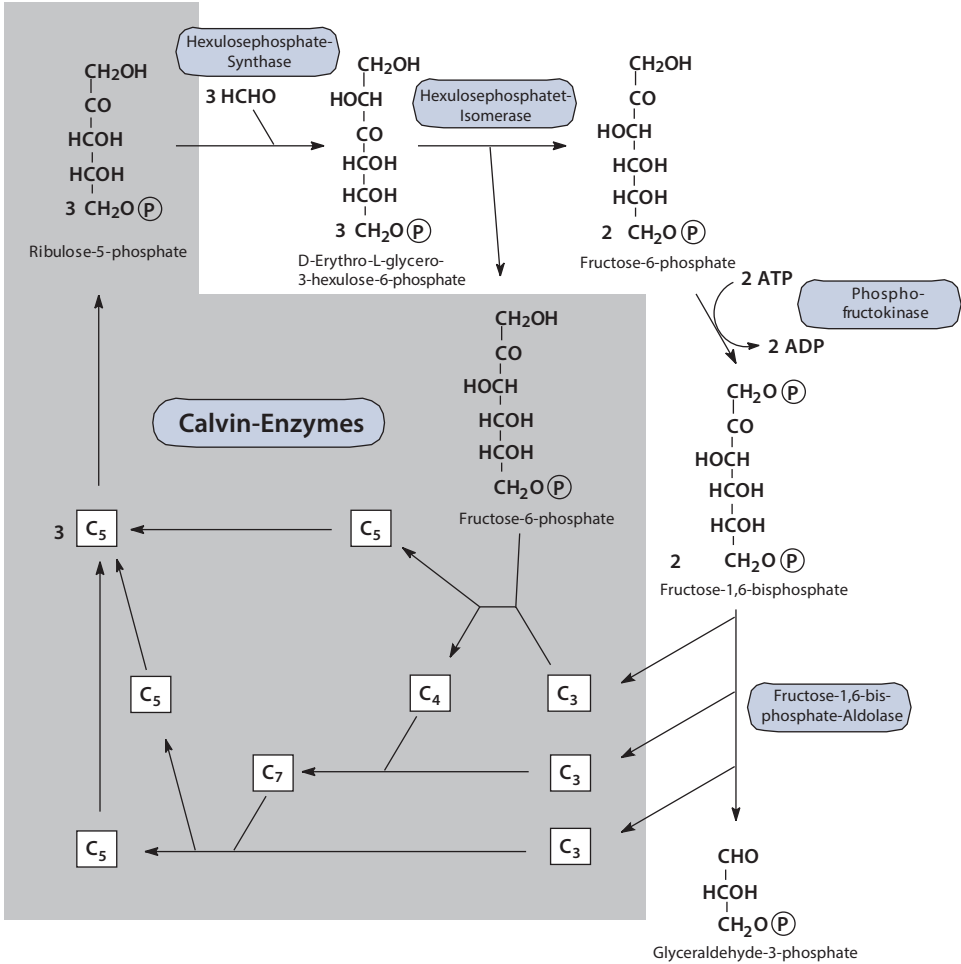 Hexulosephosphate-
Synthase
CH₂OH
CO
HCOH
HCOH
3 CH₂O P
Ribulose-5-phosphate
3 HCHO
CH₂OH
HOCH
CO
HCOH
HCOH
3 CH₂O P
D-Erythro-L-glycero-
3-hexulose-6-phosphate
Hexulosephosphatet-
Isomerase
CH₂OH
CO
HOCH
HCOH
HCOH
2 CH₂O P
Fructose-6-phosphate
2 ATP
Phospho-
fructokinase
2 ADP
CH₂OH
CO
HOCH
HCOH
HCOH
CH₂O P
Fructose-6-phosphate
Calvin-Enzymes
CH₂O P
CO
HOCH
HCOH
HCOH
2 CH₂O P
Fructose-1,6-bisphosphate
3 C₅
C₅
C₅
C₄
C₃
Fructose-1,6-bis-
phosphate-Aldolase
C₇
C₃
C₅
C₃
CHO
HCOH
CH₂O P
Glyceraldehyde-3-phosphate